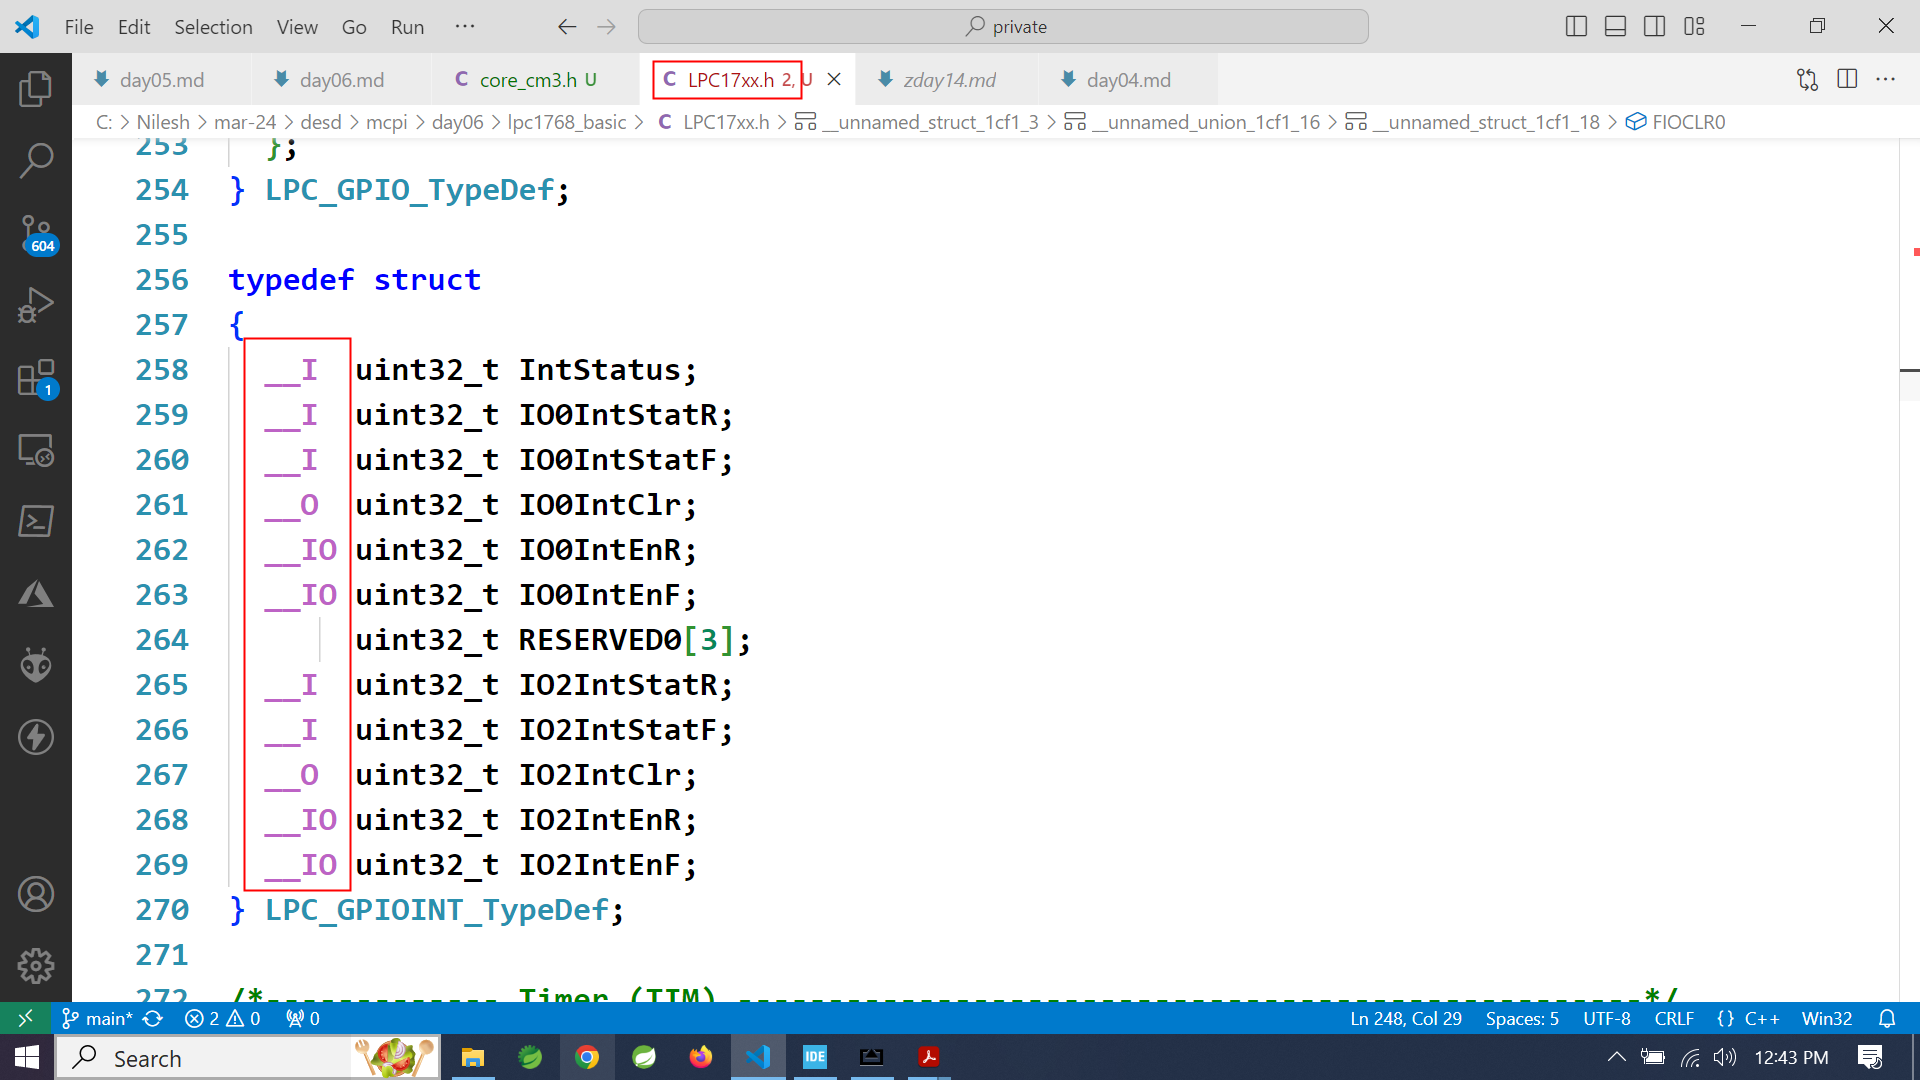 File Edit Selection View Go Run ··· private
day05.md day06.md C core_cm3.h U C LPC17xx.h 2, U zday14.md day04.md ···
C: > Nilesh > mar-24 > desd > mcpi > day06 > lpc1768_basic > C LPC17xx.h > __unnamed_struct_1cf1_3 > __unnamed_union_1cf1_16 > __unnamed_struct_1cf1_18 > FIOCLR0
253 };
254 } LPC_GPIO_TypeDef;
255
256 typedef struct
257 {
258 __I uint32_t IntStatus;
259 __I uint32_t IO0IntStatR;
260 __I uint32_t IO0IntStatF;
261 __O uint32_t IO0IntClr;
262 __IO uint32_t IO0IntEnR;
263 __IO uint32_t IO0IntEnF;
264 uint32_t RESERVED0[3];
265 __I uint32_t IO2IntStatR;
266 __I uint32_t IO2IntStatF;
267 __O uint32_t IO2IntClr;
268 __IO uint32_t IO2IntEnR;
269 __IO uint32_t IO2IntEnF;
270 } LPC_GPIOINT_TypeDef;
271
272 /*------------- Timer (TIM) --------------------------------------------------*/
604
1
main* 2 0 0 Ln 248, Col 29 Spaces: 5 UTF-8 CRLF {} C++ Win32
Search IDE 12:43 PM